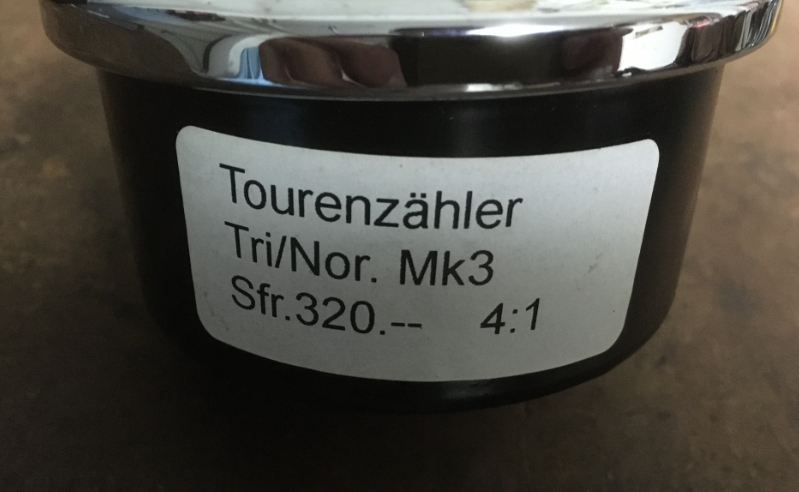 Tourenzähler
Tri/Nor. Mk3
Sfr.320.-- 4:1